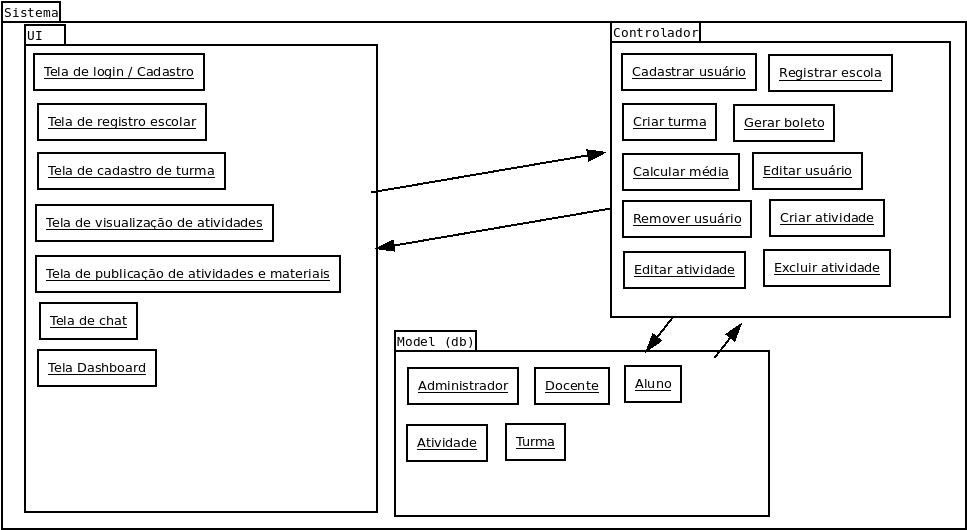 Sistema
UI
Tela de login / Cadastro
Tela de registro escolar
Tela de cadastro de turma
Tela de visualização de atividades
Tela de publicação de atividades e materiais
Tela de chat
Tela Dashboard
Controlador
Cadastrar usuário
Registrar escola
Criar turma
Gerar boleto
Calcular média
Editar usuário
Remover usuário
Criar atividade
Editar atividade
Excluir atividade
Model (db)
Administrador
Docente
Aluno
Atividade
Turma